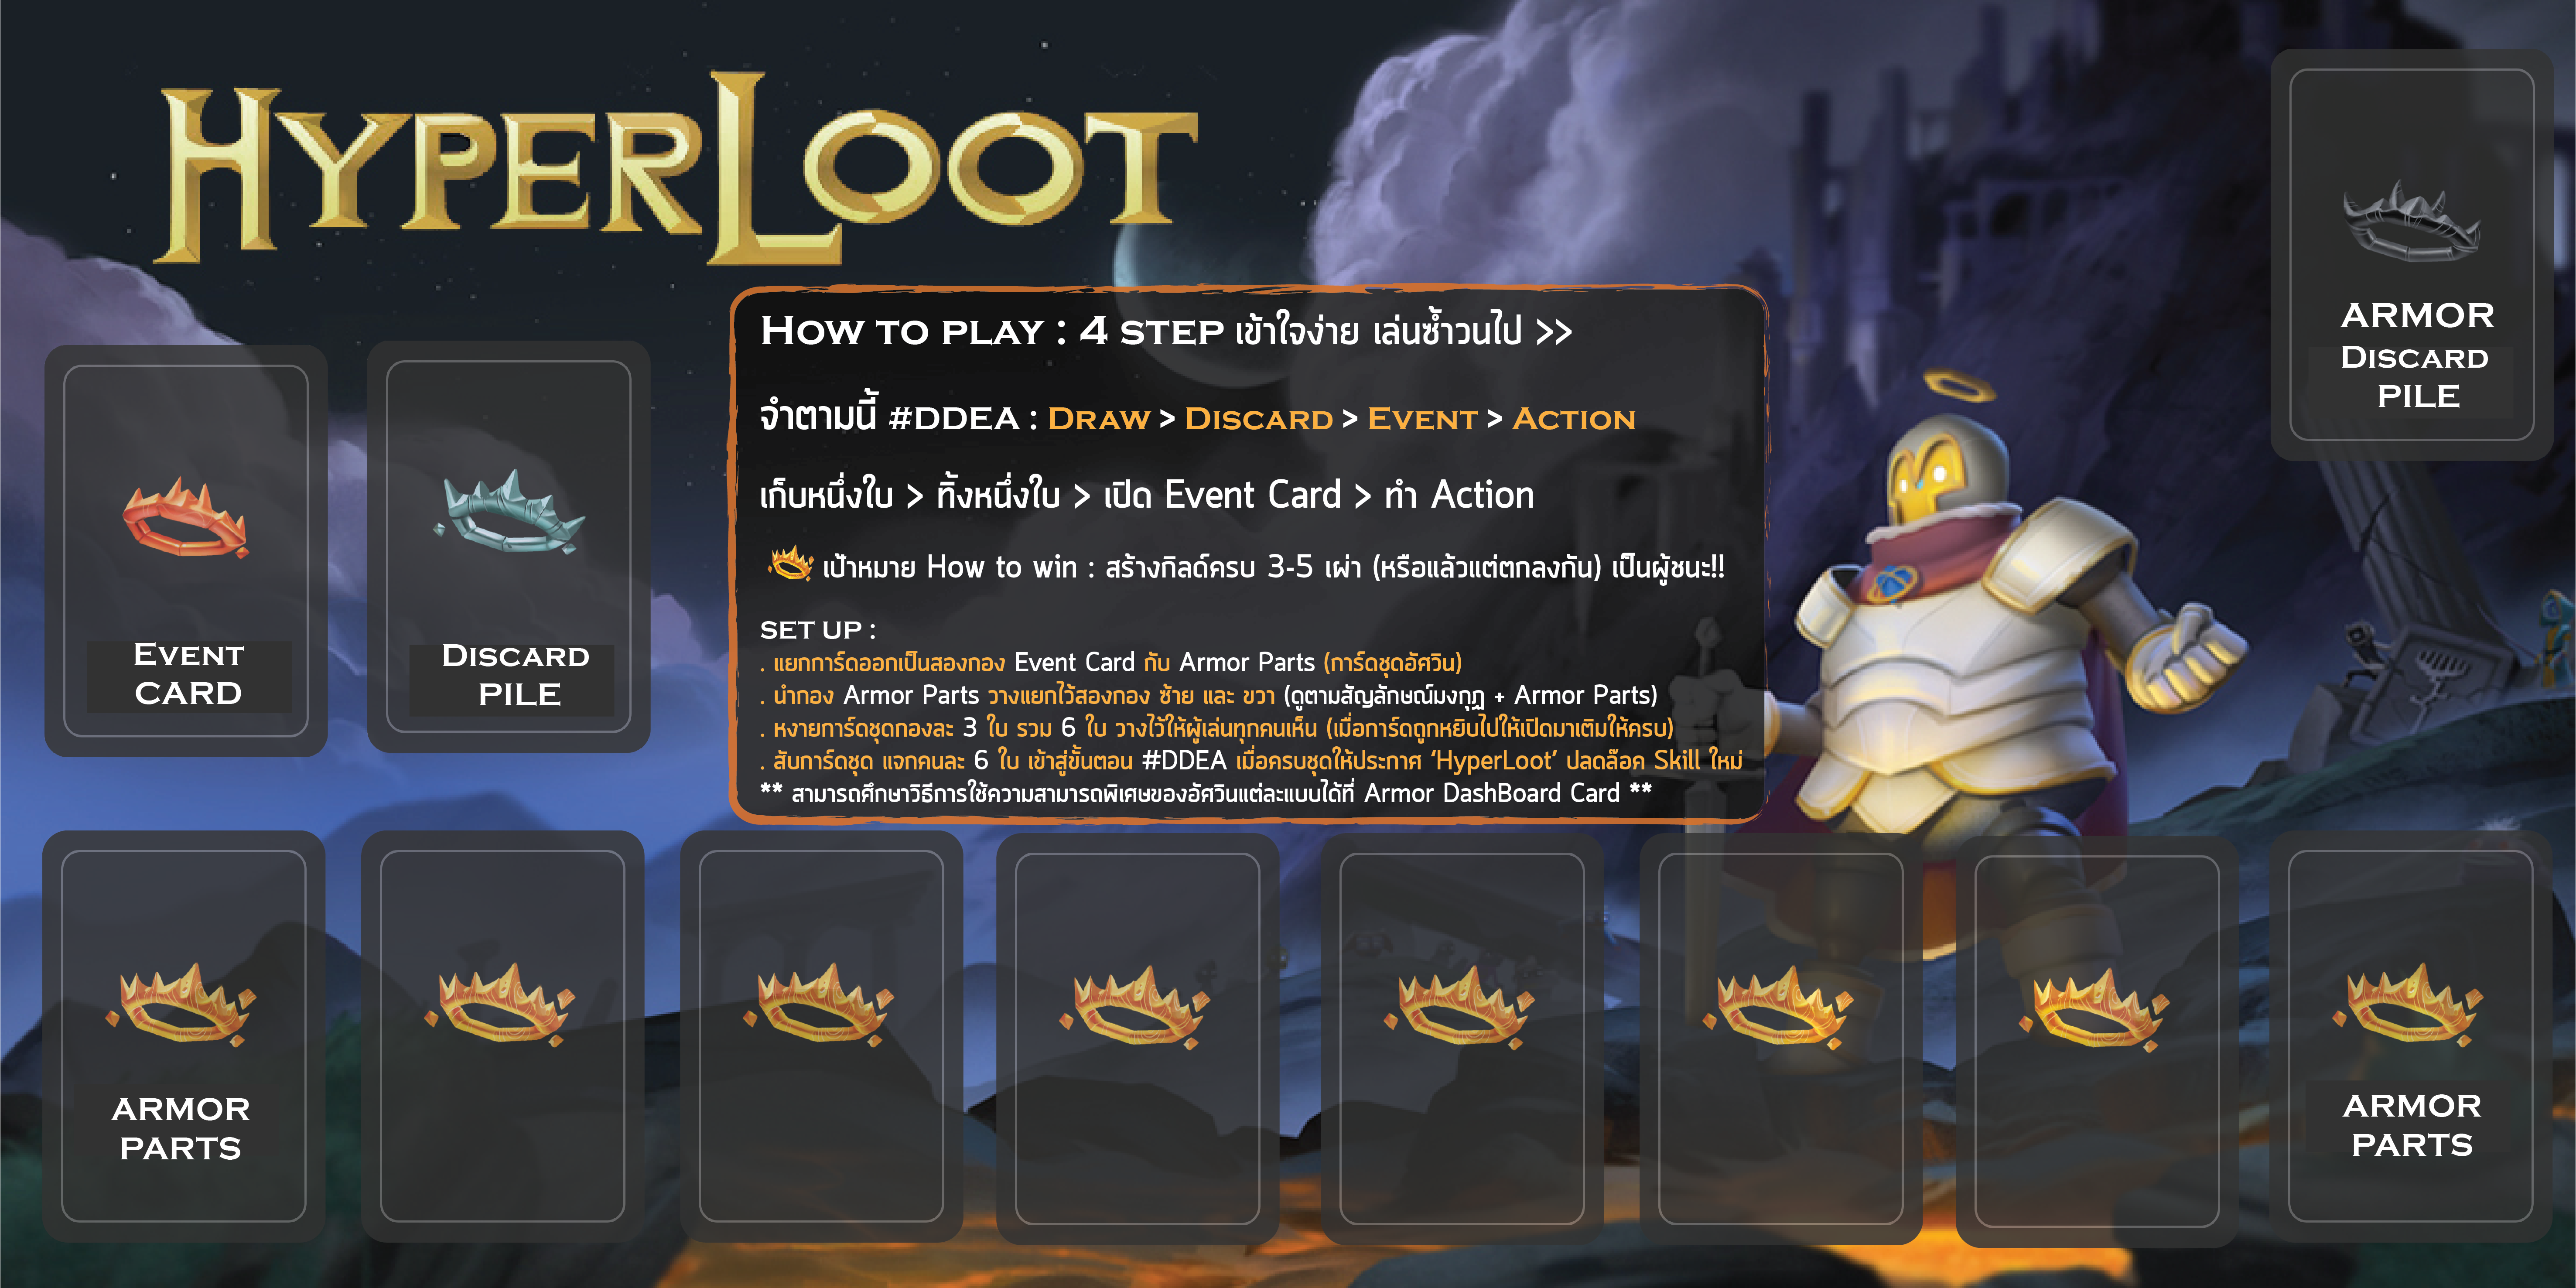 HYPERLOOT
ARMOR
DISCARD
PILE
EVENT
CARD
DISCARD
PILE
HOW TO PLAY : 4 STEP เข้าใจง่าย เล่นซ้ำวนไป >>
จำตามนี้ #DDEA : DRAW > DISCARD > EVENT > ACTION
เก็บหนึ่งใบ > ทิ้งหนึ่งใบ > เปิด Event Card > ทำ Action
เป้าหมาย How to win : สร้างกิลด์ครบ 3-5 เผ่า (หรือแล้วแต่ตกลงกัน) เป็นผู้ชนะ!!
SET UP :
. แยกการ์ดออกเป็นสองกอง Event Card กับ Armor Parts (การ์ดชุดอัศวิน)
. นำกอง Armor Parts วางแยกไว้สองกอง ซ้าย และ ขวา (ดูตามสัญลักษณ์มงกุฎ + Armor Parts)
. หงายการ์ดชุดกองละ 3 ใบ รวม 6 ใบ วางไว้ให้ผู้เล่นทุกคนเห็น (เมื่อการ์ดถูกหยิบไปให้เปิดมาเติมให้ครบ)
. สับการ์ดชุด แจกคนละ 6 ใบ เข้าสู่ขั้นตอน #DDEA เมื่อครบชุดให้ประกาศ ‘HyperLoot’ ปลดล๊อค Skill ใหม่
** สามารถศึกษาวิธีการใช้ความสามารถพิเศษของอัศวินแต่ละแบบได้ที่ Armor DashBoard Card **
ARMOR
PARTS
ARMOR
PARTS